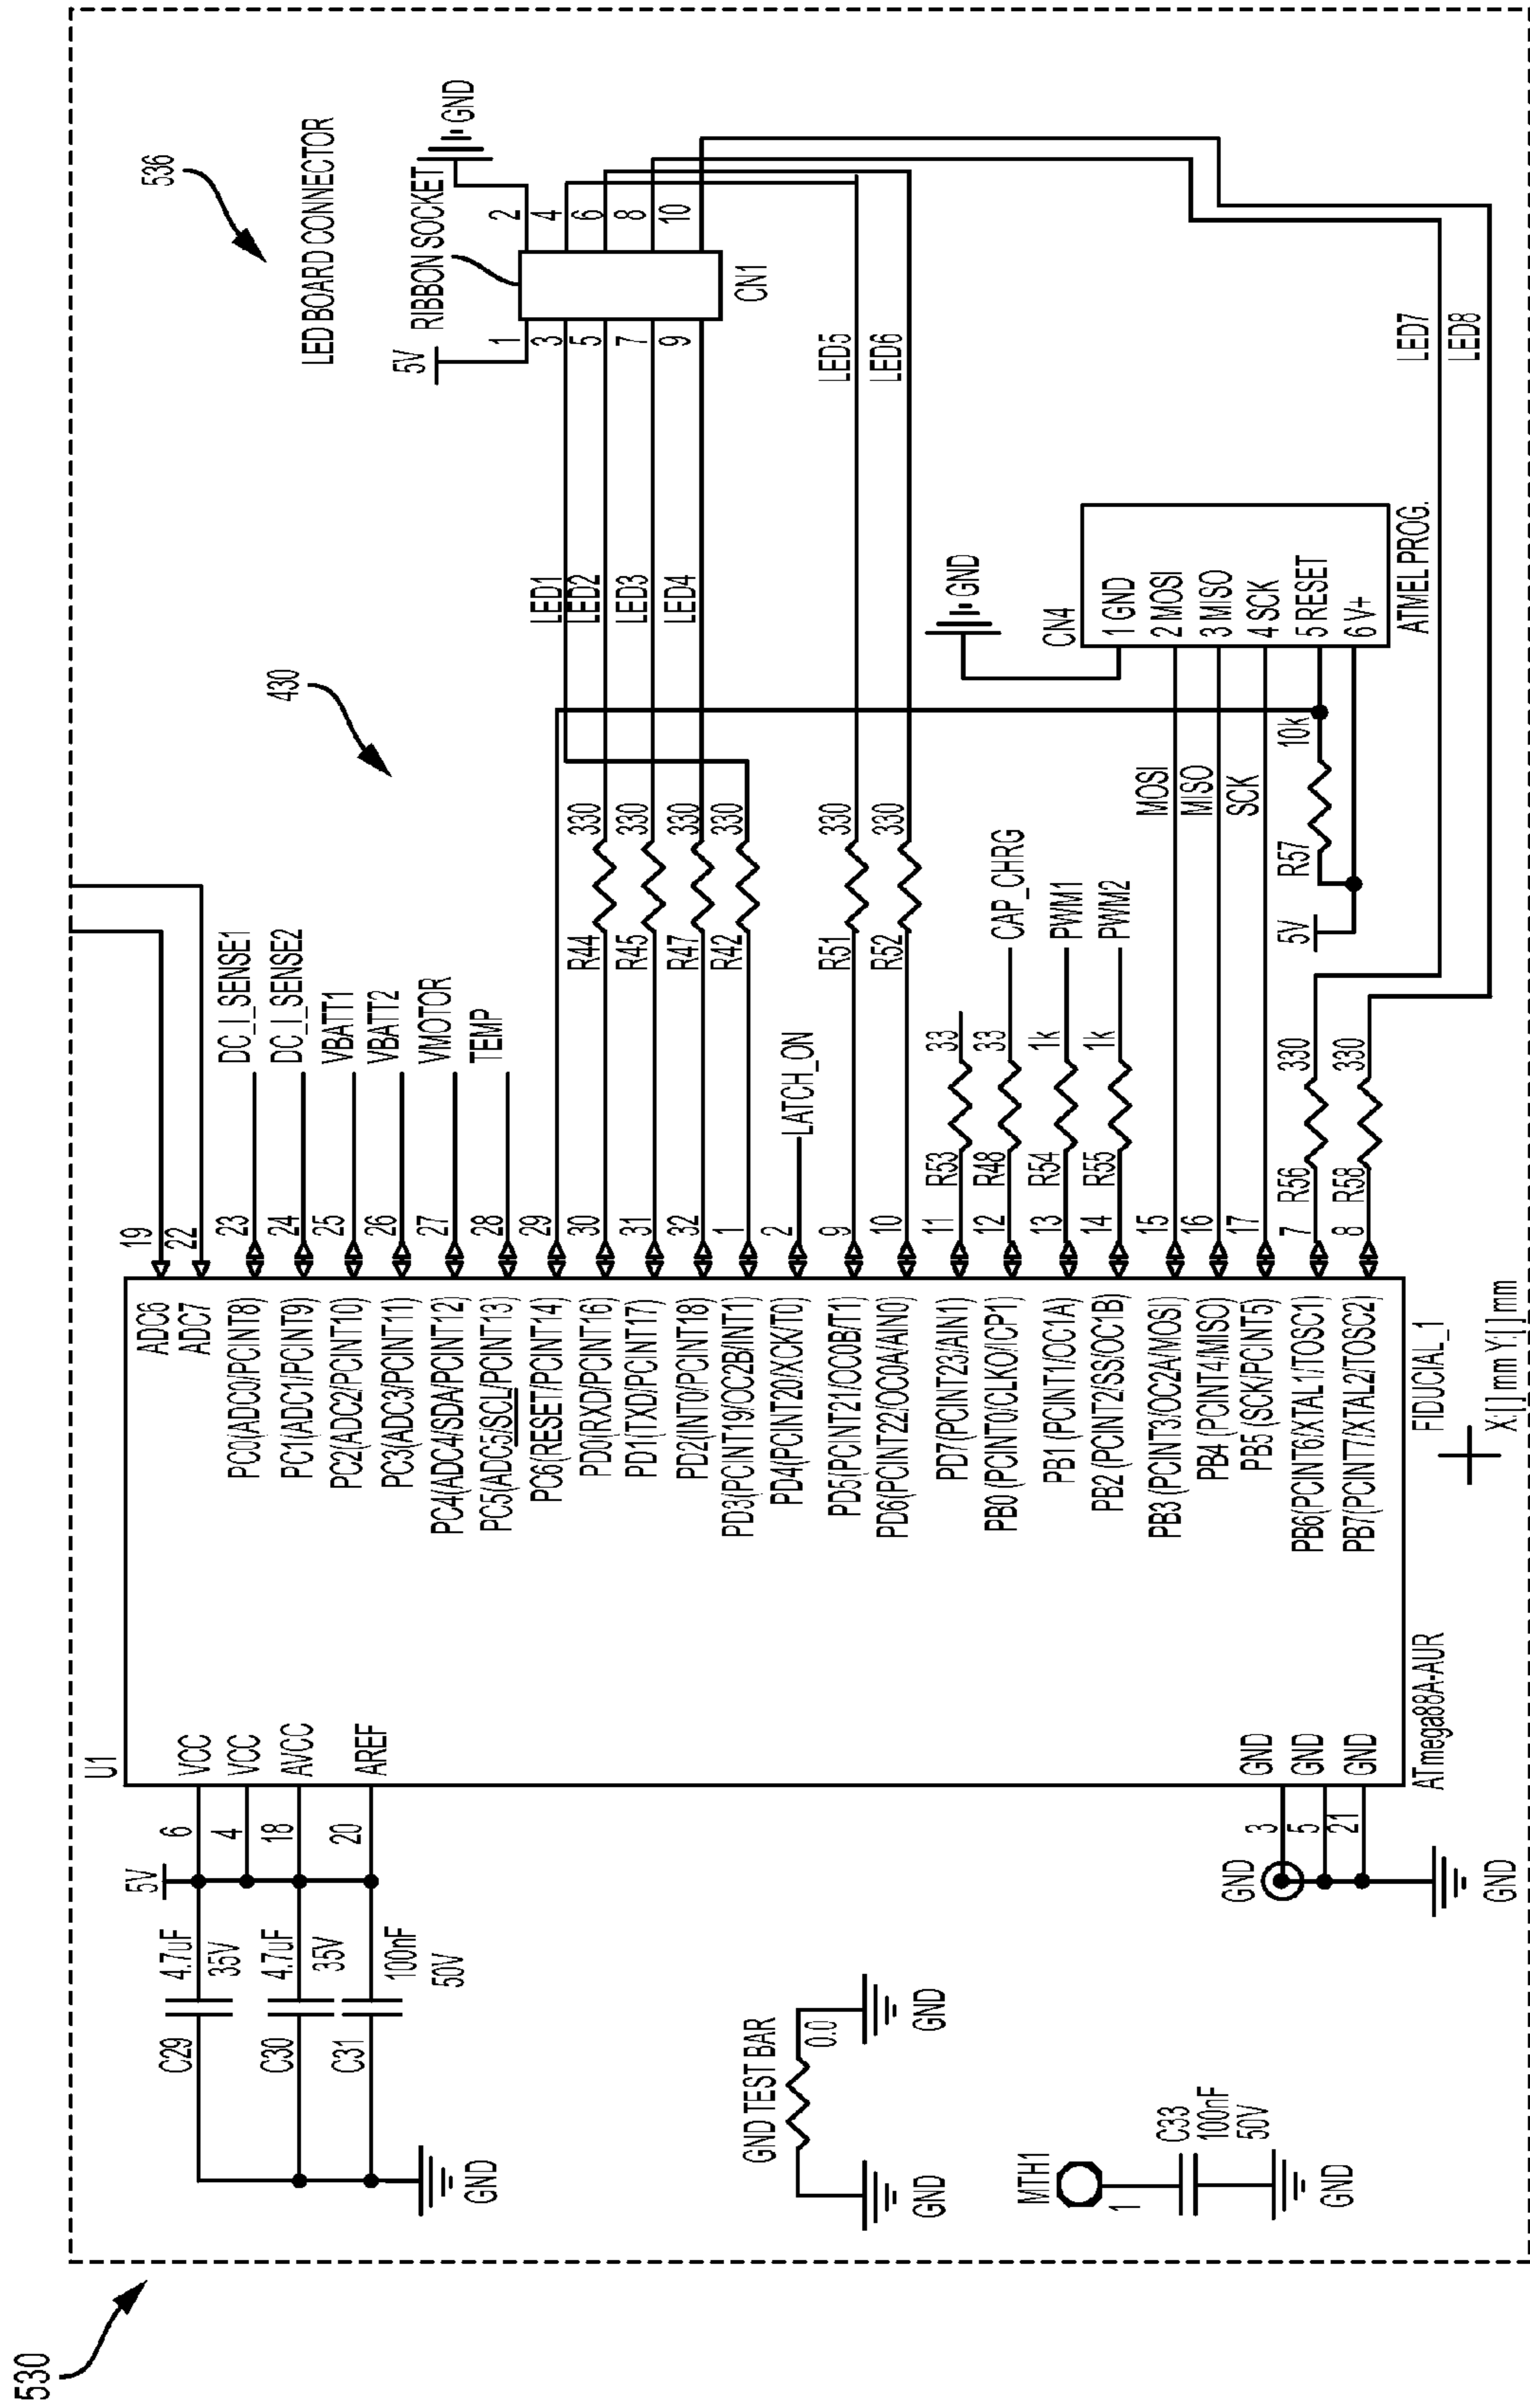 530
536
430
LED BOARD CONNECTOR
5V
RIBBON SOCKET
GND
1
3
5
7
9
2
4
6
8
10
CN1
LED1
LED2
LED3
LED4
LED5
LED6
LED7
LED8
U1
5V
VCC
6
VCC
4
AVCC
18
AREF
20
C29
4.7uF
35V
C30
4.7uF
35V
C31
100nF
50V
GND
ADC6
19
ADC7
22
PC0(ADC0/PCINT8)
23
DC_I_SENSE1
PC1(ADC1/PCINT9)
24
DC_I_SENSE2
PC2(ADC2/PCINT10)
25
VBATT1
PC3(ADC3/PCINT11)
26
VBATT2
PC4(ADC4/SDA/PCINT12)
27
VMOTOR
PC5(ADC5/SCL/PCINT13)
28
TEMP
PC6(RESET/PCINT14)
29
PD0(RXD/PCINT16)
30
R44
330
PD1(TXD/PCINT17)
31
R45
330
PD2(INT0/PCINT18)
32
R47
330
PD3(PCINT19/OC2B/INT1)
1
R42
330
PD4(PCINT20/XCK/T0)
2
LATCH_ON
PD5(PCINT21/OC0B/T1)
9
R51
330
PD6(PCINT22/OC0A/AIN0)
10
R52
330
PD7(PCINT23/AIN1)
11
R53
33
PB0 (PCINT0/CLKO/ICP1)
12
R48
33
CAP_CHRG
PB1 (PCINT1/OC1A)
13
R54
1k
PWM1
PB2 (PCINT2/SS/OC1B)
14
R55
1k
PWM2
PB3 (PCINT3/OC2A/MOSI)
15
MOSI
PB4 (PCINT4/MISO)
16
MISO
PB5 (SCK/PCINT5)
17
SCK
PB6(PCINT6/XTAL1/TOSC1)
7
R56
330
PB7(PCINT7/XTAL2/TOSC2)
8
R58
330
GND
CN4
1 GND
2 MOSI
3 MISO
4 SCK
5 RESET
6 V+
ATMEL PROG.
10k
R57
5V
GND
3
GND
5
GND
21
GND
GND
ATmega88A-AUR
FIDUCIAL_1
X:[ ] mm Y:[ ] mm
GND TEST BAR
0.0
GND
GND
MTH1
1
C33
100nF
50V
GND